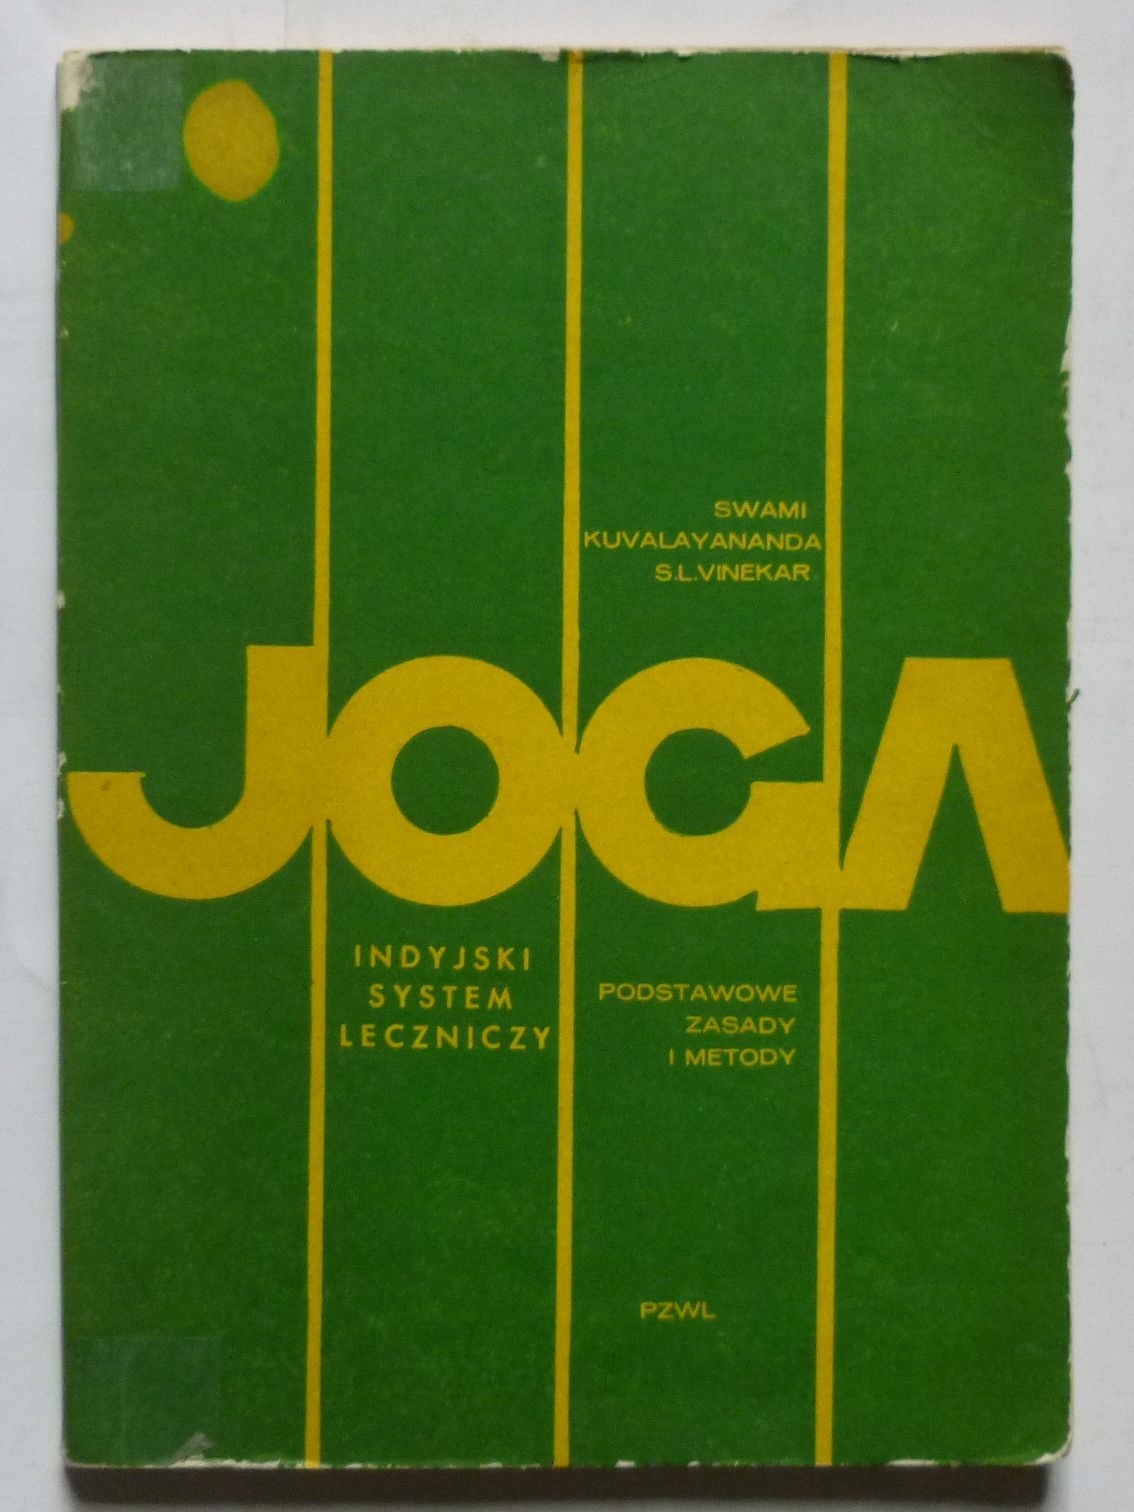 SWAMI
KUVALAYANANDA
S.L.VINEKAR
JOGA
INDYJSKI
SYSTEM
LECZNICZY
PODSTAWOWE
ZASADY
I METODY
PZWL